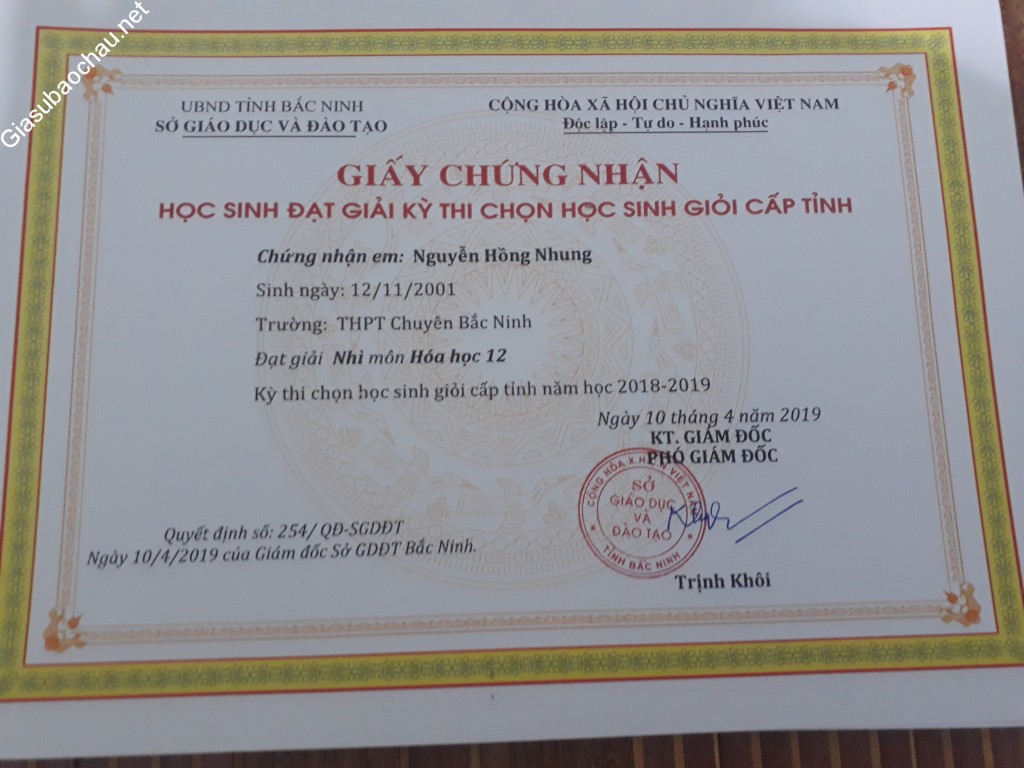 Giasubaochau.net
UBND TỈNH BẮC NINH
SỞ GIÁO DỤC VÀ ĐÀO TẠO
CỘNG HÒA XÃ HỘI CHỦ NGHĨA VIỆT NAM
Độc lập - Tự do - Hạnh phúc
GIẤY CHỨNG NHẬN
HỌC SINH ĐẠT GIẢI KỲ THI CHỌN HỌC SINH GIỎI CẤP TỈNH
Chứng nhận em: Nguyễn Hồng Nhung
Sinh ngày: 12/11/2001
Trường: THPT Chuyên Bắc Ninh
Đạt giải Nhì môn Hóa học 12
Kỳ thi chọn học sinh giỏi cấp tỉnh năm học 2018-2019
Ngày 10 tháng 4 năm 2019
KT. GIÁM ĐỐC
PHÓ GIÁM ĐỐC
CỘNG HÒA X.H.C.N VIỆT NAM
SỞ
GIÁO DỤC
VÀ
ĐÀO TẠO
TỈNH BẮC NINH
Quyết định số: 254/ QĐ-SGDĐT
Ngày 10/4/2019 của Giám đốc Sở GDĐT Bắc Ninh.
Trịnh Khôi